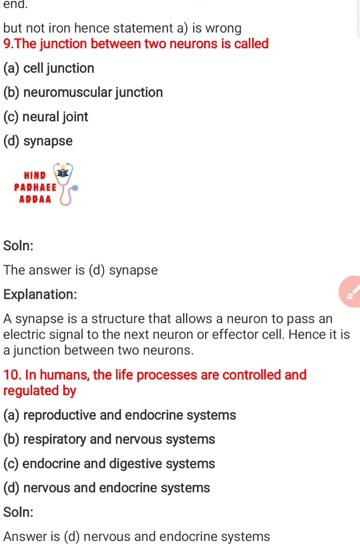 end.
but not iron hence statement a) is wrong
9.The junction between two neurons is called
(a) cell junction
(b) neuromuscular junction
(c) neural joint
(d) synapse
HIND
PADHAEE
ADDAA
Soln:
The answer is (d) synapse
Explanation:
A synapse is a structure that allows a neuron to pass an
electric signal to the next neuron or effector cell. Hence it is
a junction between two neurons.
10. In humans, the life processes are controlled and
regulated by
(a) reproductive and endocrine systems
(b) respiratory and nervous systems
(c) endocrine and digestive systems
(d) nervous and endocrine systems
Soln:
Answer is (d) nervous and endocrine systems